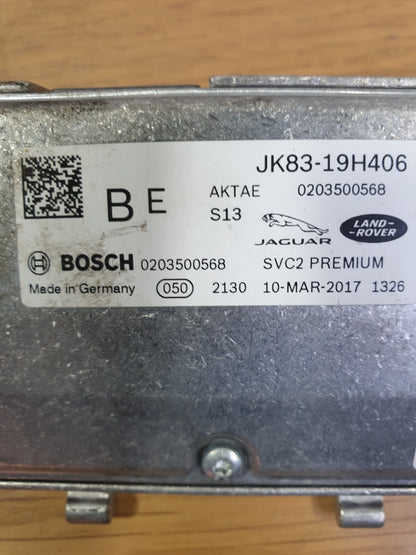 JK83-19H406
B E AKTAE 0203500568
S13 JAGUAR LAND-ROVER
BOSCH 0203500568 SVC2 PREMIUM
Made in Germany 050 2130 10-MAR-2017 1326